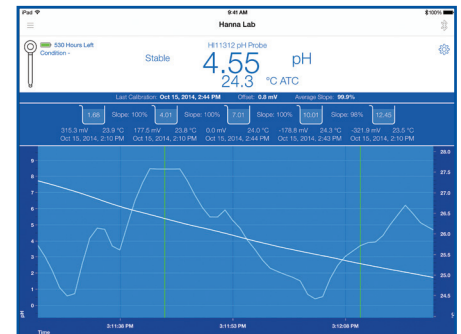 iPad 9:41 AM 100%
Hanna Lab
530 Hours Left
Condition -
HI11312 pH Probe
Stable 4.55 pH
24.3 °C ATC
Last Calibration Oct 15, 2014, 2:44 PM Offset 0.8 mV Average Slope: 99.9%
1.68 Slope: 100% 4.01 Slope: 100% 7.01 Slope: 100% 10.01 Slope: 98% 12.45
315.3 mV 23.9 °C 177.5 mV 23.8 °C 0.0 mV 24.0 °C -178.6 mV 24.3 °C -321.9 mV 23.5 °C
Oct 15, 2014, 2:10 PM Oct 15, 2014, 2:10 PM Oct 15, 2014, 2:44 PM Oct 15, 2014, 2:43 PM Oct 15, 2014, 2:10 PM
28.0
9
27.5
8
7
27.0
6
26.5
5
4
26.0
3
25.5
2
25.0
1
24.5
0
pH
3:11:38 PM 3:11:53 PM 3:12:08 PM
Time